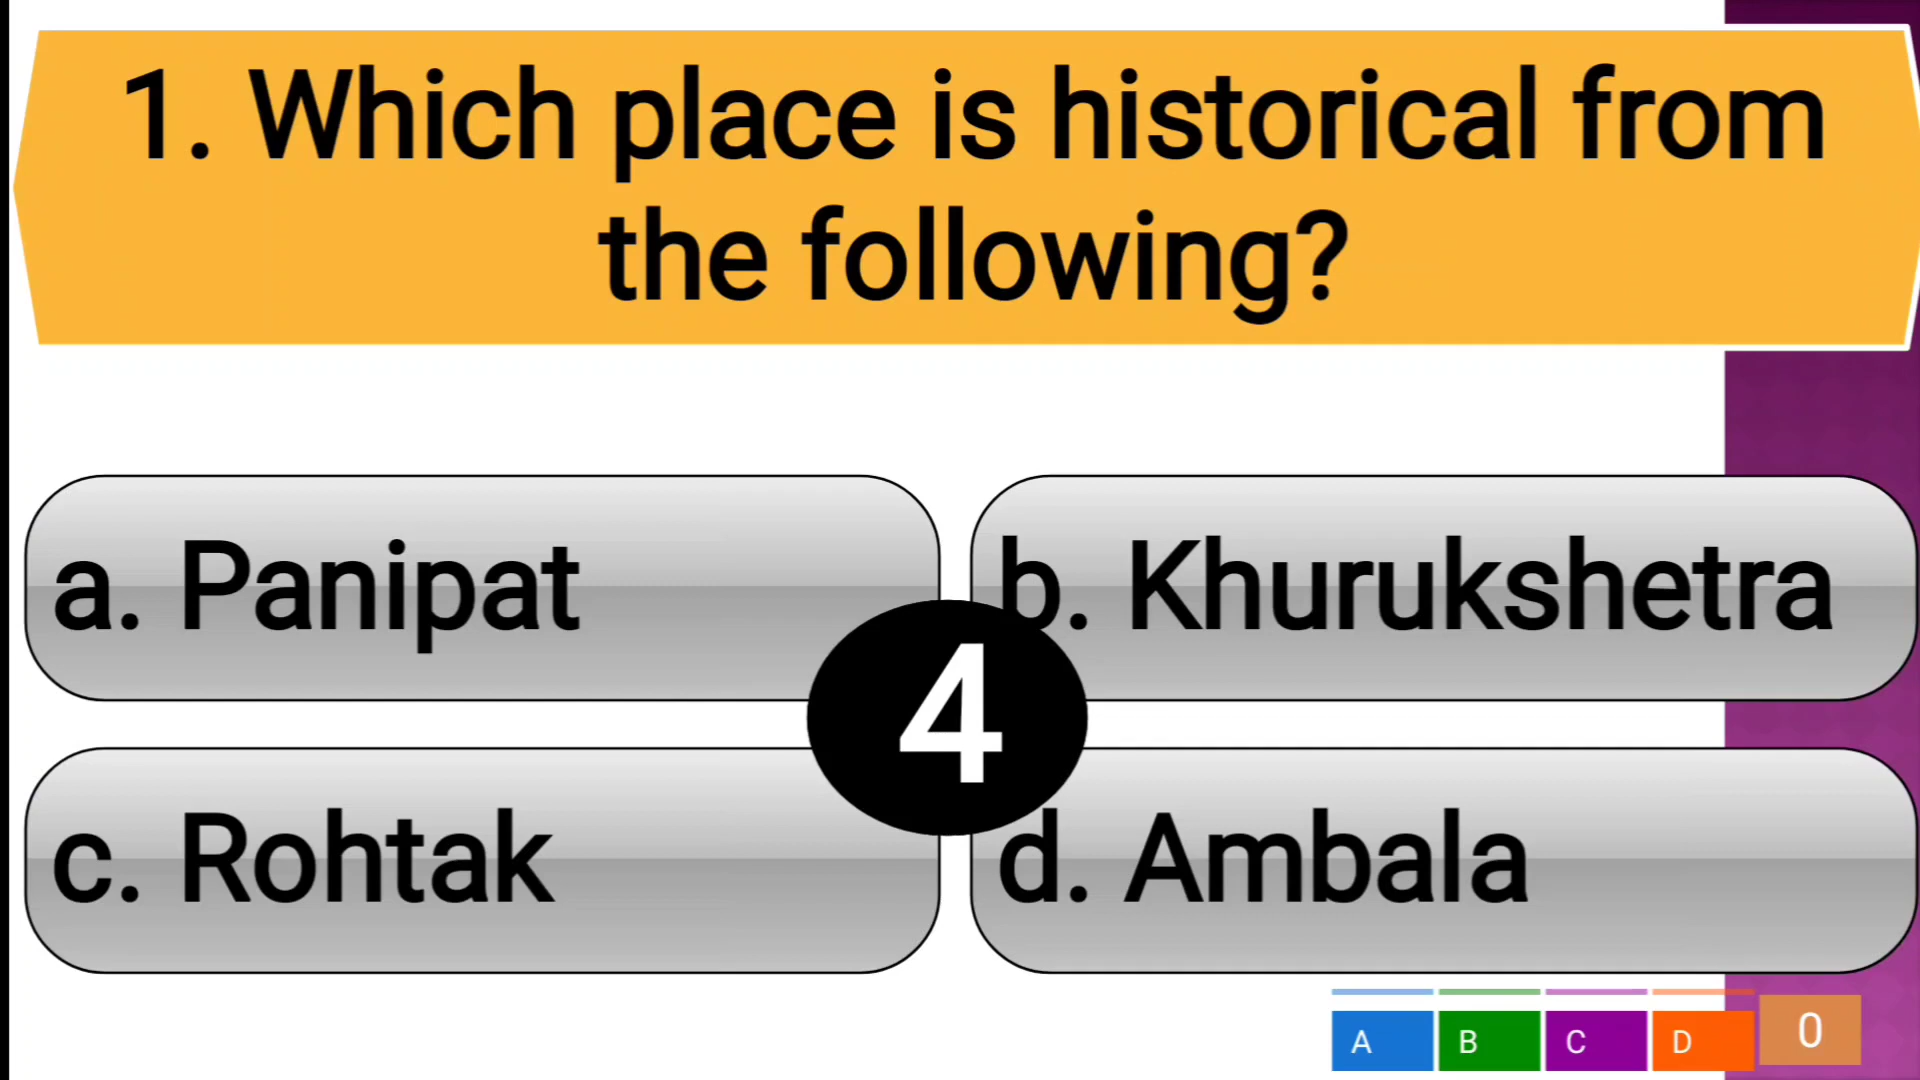 1. Which place is historical from
the following?
a. Panipat
b. Khurukshetra
4
c. Rohtak
d. Ambala
A B C D 0